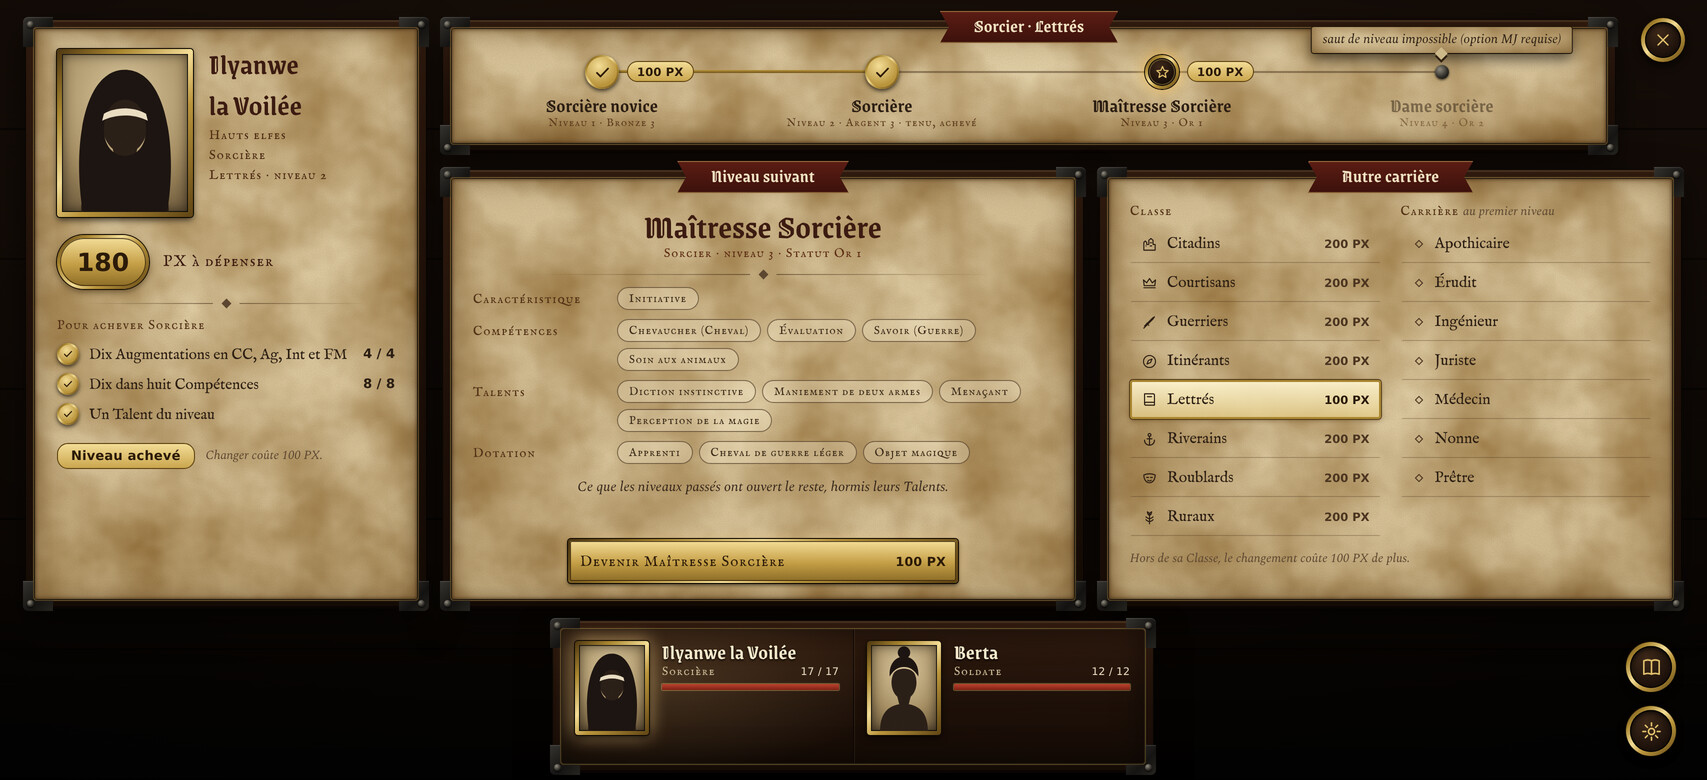 Ilyanwe
la Voilée
Hauts elfes
Sorcière
Lettrés · niveau 2
180 PX à dépenser
Pour achever Sorcière
Dix Augmentations en CC, Ag, Int et FM 4 / 4
Dix dans huit Compétences 8 / 8
Un Talent du niveau
Niveau achevé Changer coûte 100 PX.
Sorcier · Lettrés
saut de niveau impossible (option MJ requise)
100 PX 100 PX
Sorcière novice Sorcière Maîtresse Sorcière Dame sorcière
Niveau 1 · Bronze 3 Niveau 2 · Argent 3 · tenu, achevé Niveau 3 · Or 1 Niveau 4 · Or 2
Niveau suivant
Maîtresse Sorcière
Sorcier · niveau 3 · Statut Or 1
Caractéristique Initiative
Compétences Chevaucher (Cheval) Évaluation Savoir (Guerre)
Soin aux animaux
Talents Diction instinctive Maniement de deux armes Menaçant
Perception de la magie
Dotation Apprenti Cheval de guerre léger Objet magique
Ce que les niveaux passés ont ouvert le reste, hormis leurs Talents.
Devenir Maîtresse Sorcière 100 PX
Autre carrière
Classe Carrière au premier niveau
Citadins 200 PX Apothicaire
Courtisans 200 PX Érudit
Guerriers 200 PX Ingénieur
Itinérants 200 PX Juriste
Lettrés 100 PX Médecin
Riverains 200 PX Nonne
Roublards 200 PX Prêtre
Ruraux 200 PX
Hors de sa Classe, le changement coûte 100 PX de plus.
Ilyanwe la Voilée
Sorcière 17 / 17
Berta
Soldate 12 / 12